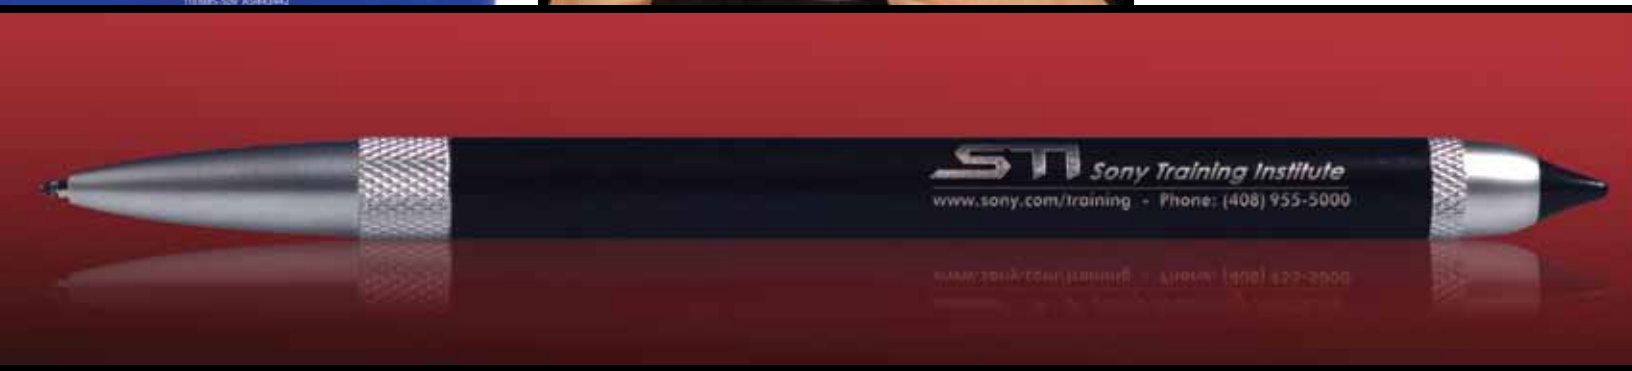 STI Sony Training Institute
www.sony.com/training - Phone: (408) 955-5000